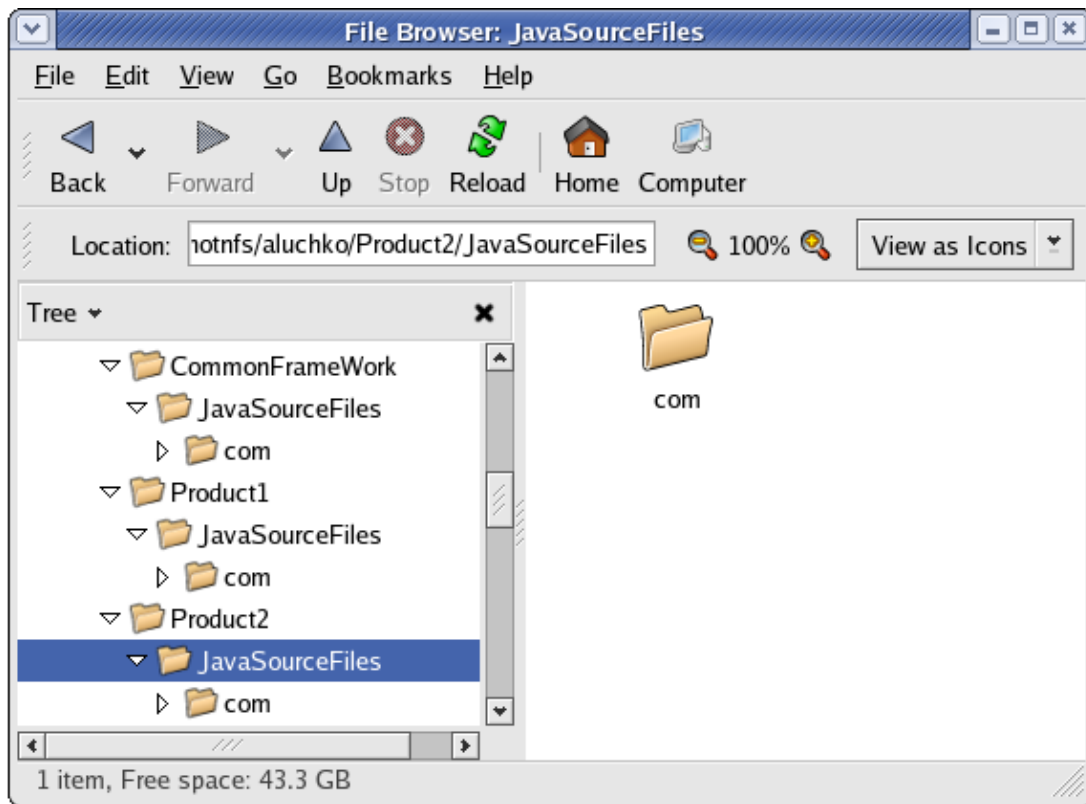 File Browser: JavaSourceFiles
File Edit View Go Bookmarks Help
Back Forward Up Stop Reload Home Computer
Location: notnfs/aluchko/Product2/JavaSourceFiles 100% View as Icons
Tree
CommonFrameWork
JavaSourceFiles
com
Product1
JavaSourceFiles
com
Product2
JavaSourceFiles
com
com
1 item, Free space: 43.3 GB